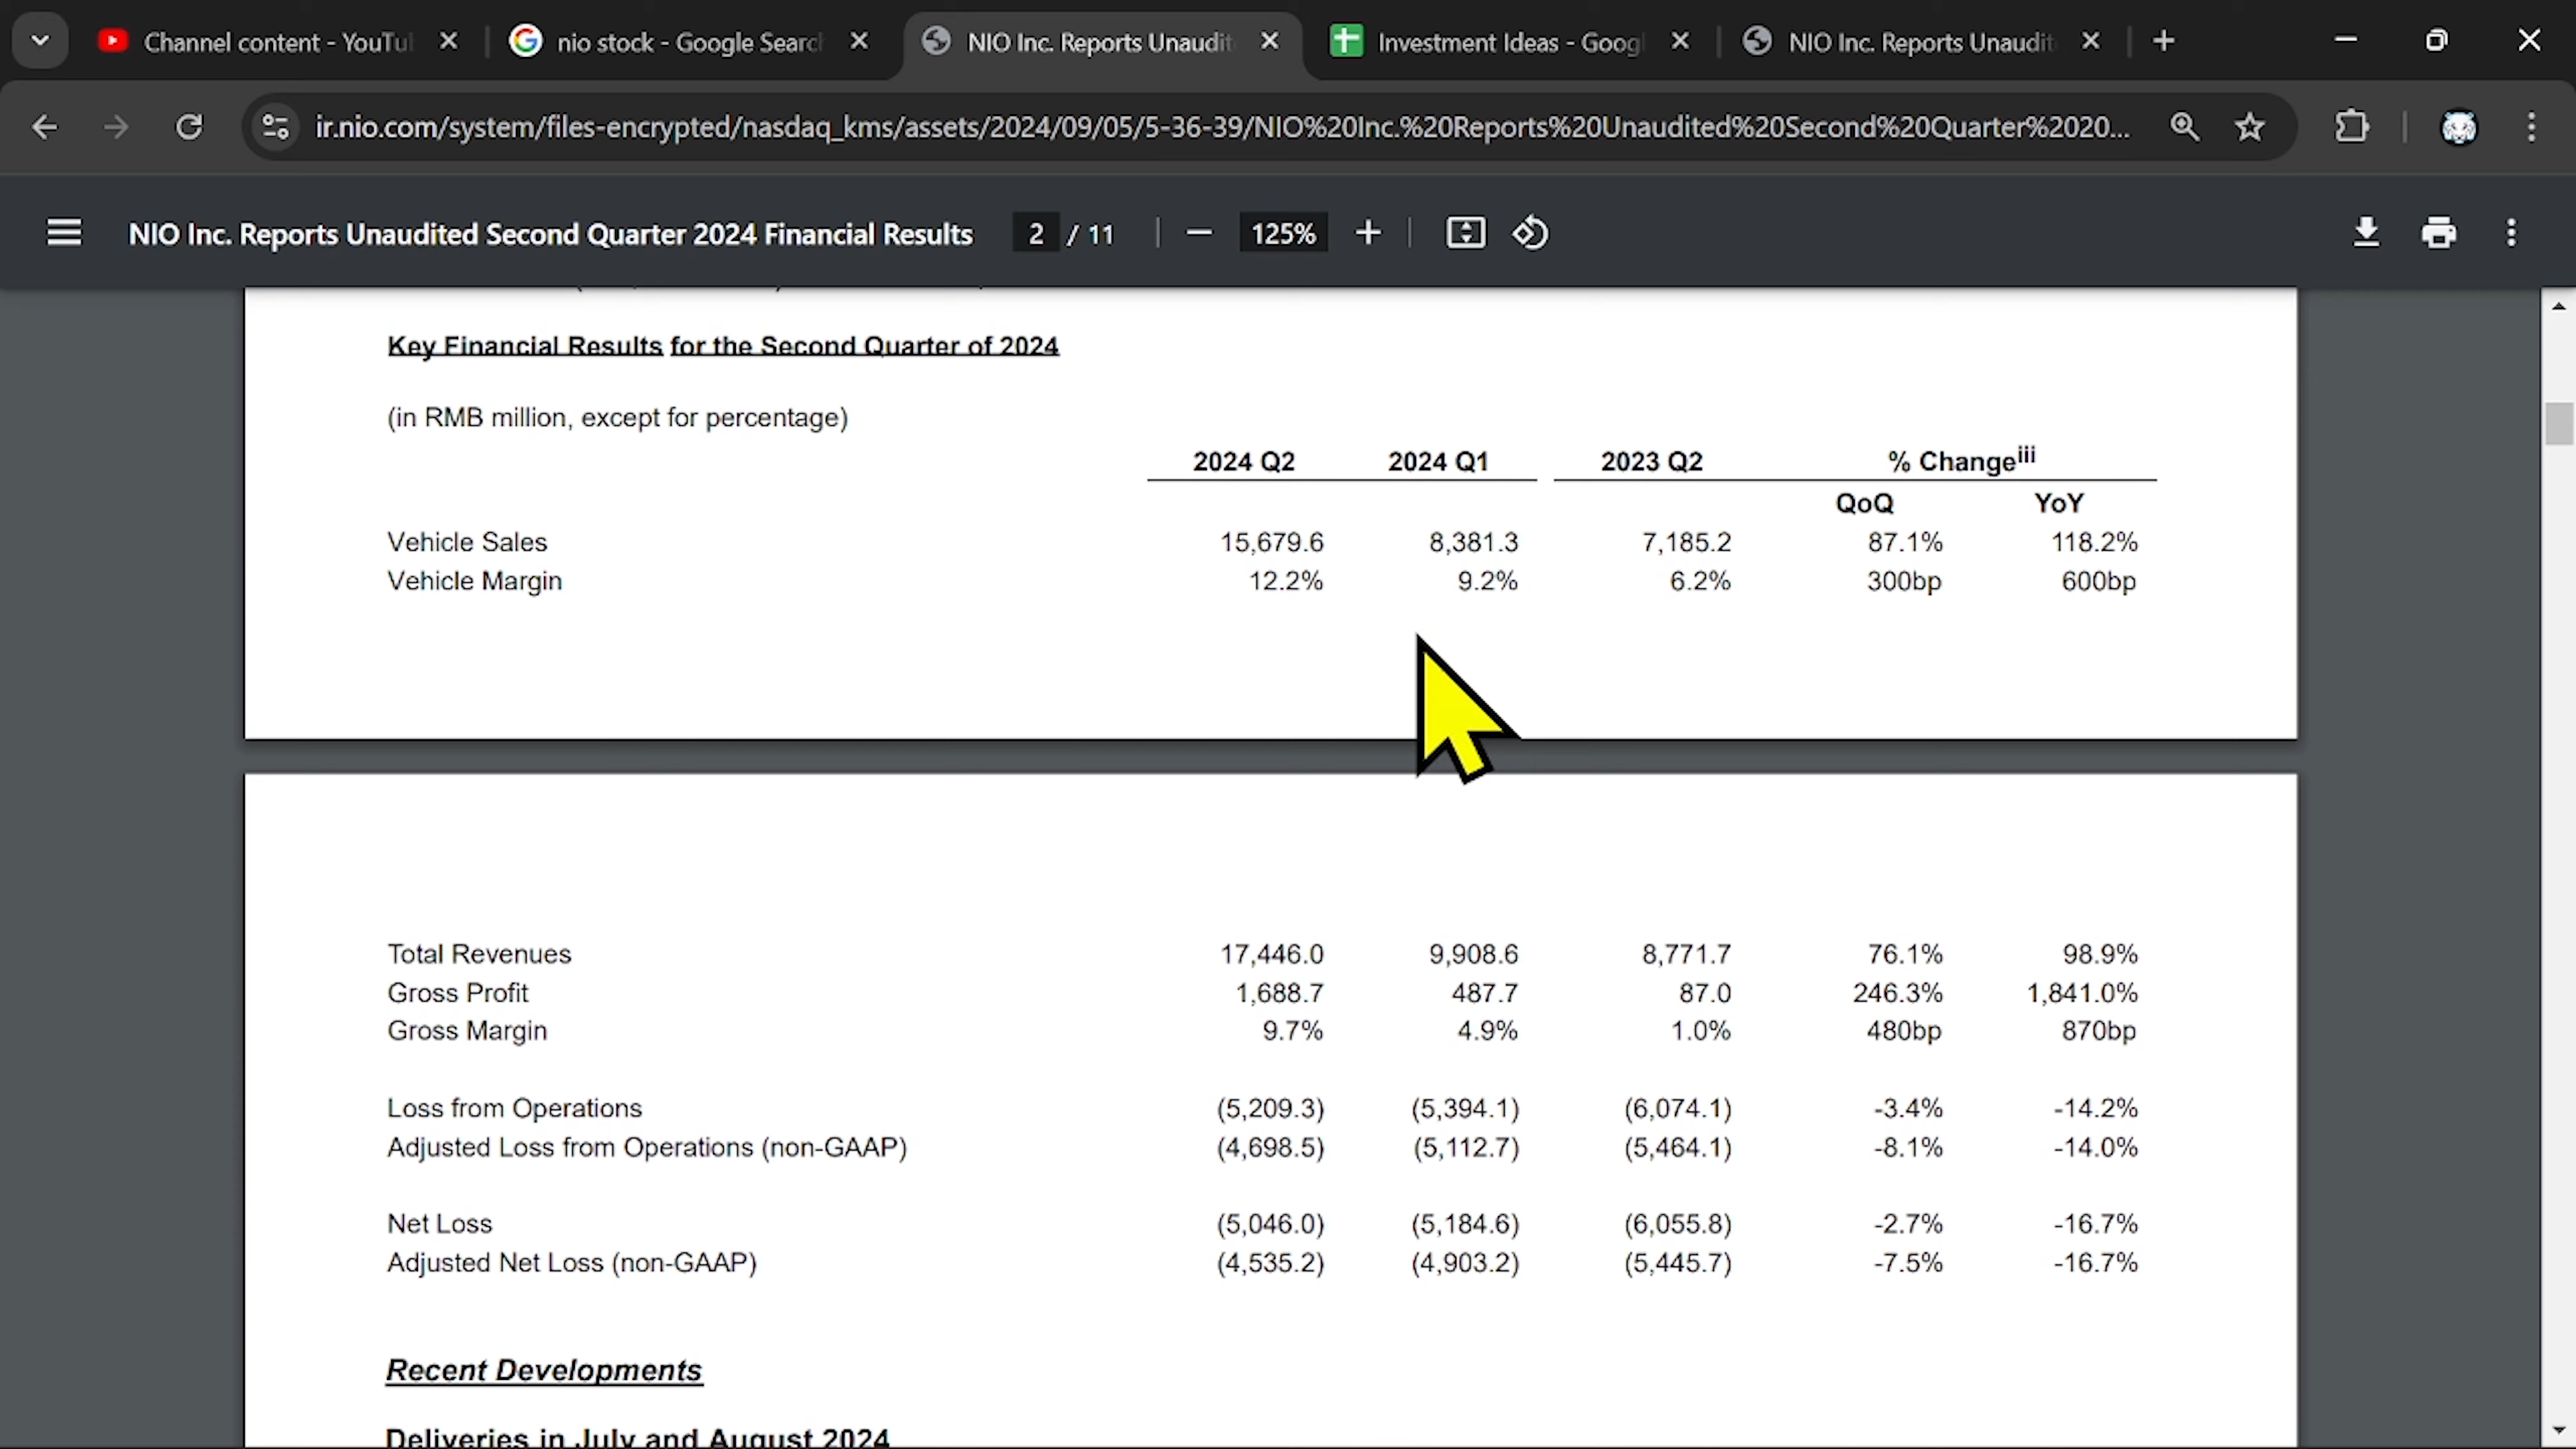 Channel content - YouTu
nio stock - Google Search
NIO Inc. Reports Unaudit
Investment Ideas - Goog
NIO Inc. Reports Unaudit
ir.nio.com/system/files-encrypted/nasdaq_kms/assets/2024/09/05/5-36-39/NIO%20Inc.%20Reports%20Unaudited%20Second%20Quarter%2020...
NIO Inc. Reports Unaudited Second Quarter 2024 Financial Results 2 / 11 125%
Key Financial Results for the Second Quarter of 2024
(in RMB million, except for percentage)
2024 Q2 2024 Q1 2023 Q2 % Changeiii
QoQ YoY
Vehicle Sales 15,679.6 8,381.3 7,185.2 87.1% 118.2%
Vehicle Margin 12.2% 9.2% 6.2% 300bp 600bp
Total Revenues 17,446.0 9,908.6 8,771.7 76.1% 98.9%
Gross Profit 1,688.7 487.7 87.0 246.3% 1,841.0%
Gross Margin 9.7% 4.9% 1.0% 480bp 870bp
Loss from Operations (5,209.3) (5,394.1) (6,074.1) -3.4% -14.2%
Adjusted Loss from Operations (non-GAAP) (4,698.5) (5,112.7) (5,464.1) -8.1% -14.0%
Net Loss (5,046.0) (5,184.6) (6,055.8) -2.7% -16.7%
Adjusted Net Loss (non-GAAP) (4,535.2) (4,903.2) (5,445.7) -7.5% -16.7%
Recent Developments
Deliveries in July and August 2024